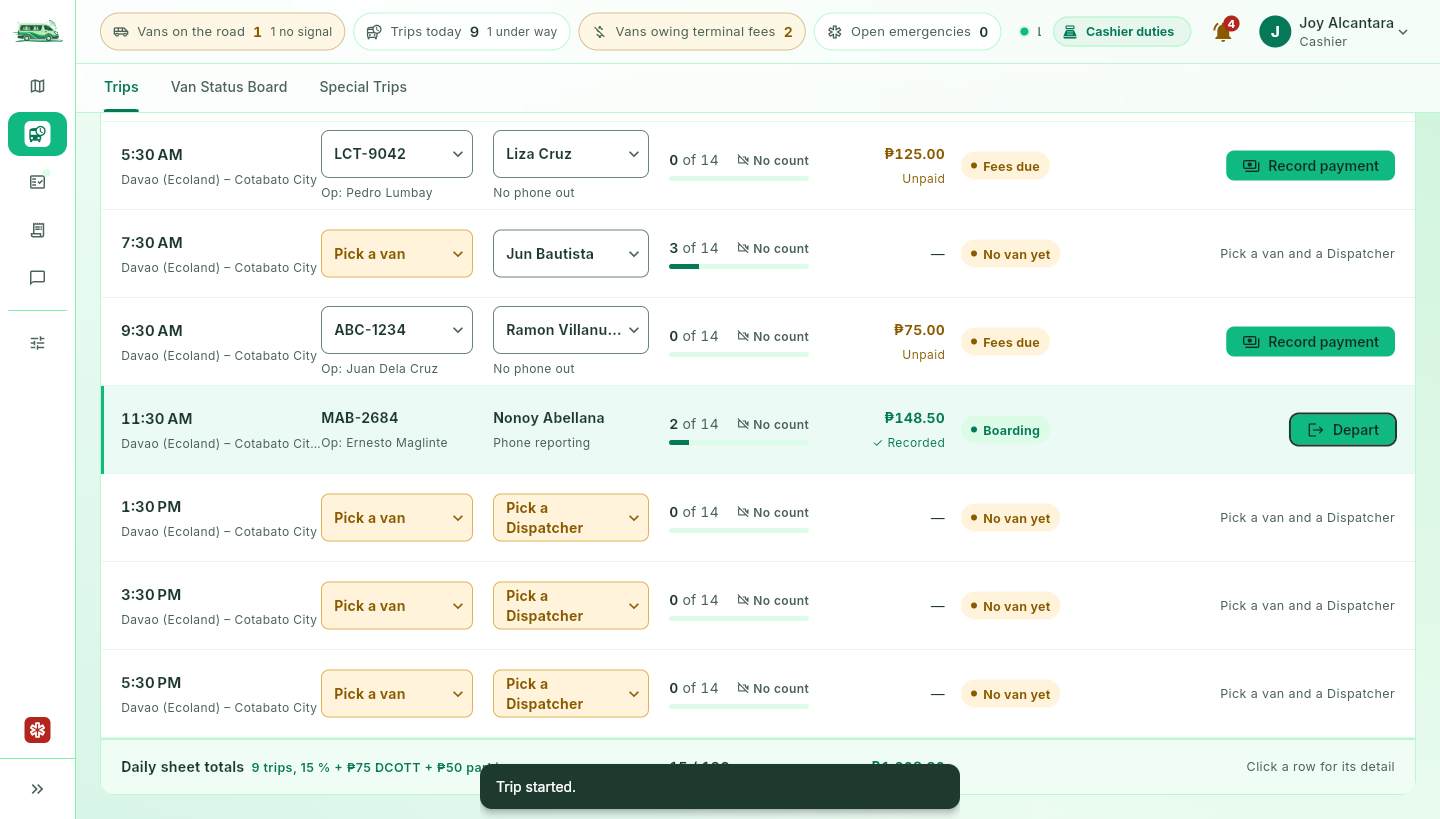 Vans on the road 1 1 no signal
Trips today 9 1 under way
Vans owing terminal fees 2
Open emergencies 0
Cashier duties
4
J
Joy Alcantara
Cashier
Trips
Van Status Board
Special Trips
5:30 AM
Davao (Ecoland) – Cotabato City
LCT-9042
Op: Pedro Lumbay
Liza Cruz
No phone out
0 of 14 No count
₱125.00
Unpaid
Fees due
Record payment
7:30 AM
Davao (Ecoland) – Cotabato City
Pick a van
Jun Bautista
3 of 14 No count
—
No van yet
Pick a van and a Dispatcher
9:30 AM
Davao (Ecoland) – Cotabato City
ABC-1234
Op: Juan Dela Cruz
Ramon Villanu...
No phone out
0 of 14 No count
₱75.00
Unpaid
Fees due
Record payment
11:30 AM
Davao (Ecoland) – Cotabato Cit...
MAB-2684
Op: Ernesto Maglinte
Nonoy Abellana
Phone reporting
2 of 14 No count
₱148.50
✓ Recorded
Boarding
Depart
1:30 PM
Davao (Ecoland) – Cotabato City
Pick a van
Pick a
Dispatcher
0 of 14 No count
—
No van yet
Pick a van and a Dispatcher
3:30 PM
Davao (Ecoland) – Cotabato City
Pick a van
Pick a
Dispatcher
0 of 14 No count
—
No van yet
Pick a van and a Dispatcher
5:30 PM
Davao (Ecoland) – Cotabato City
Pick a van
Pick a
Dispatcher
0 of 14 No count
—
No van yet
Pick a van and a Dispatcher
Daily sheet totals 9 trips, 15 % + ₱75 DCOTT + ₱50
Click a row for its detail
Trip started.